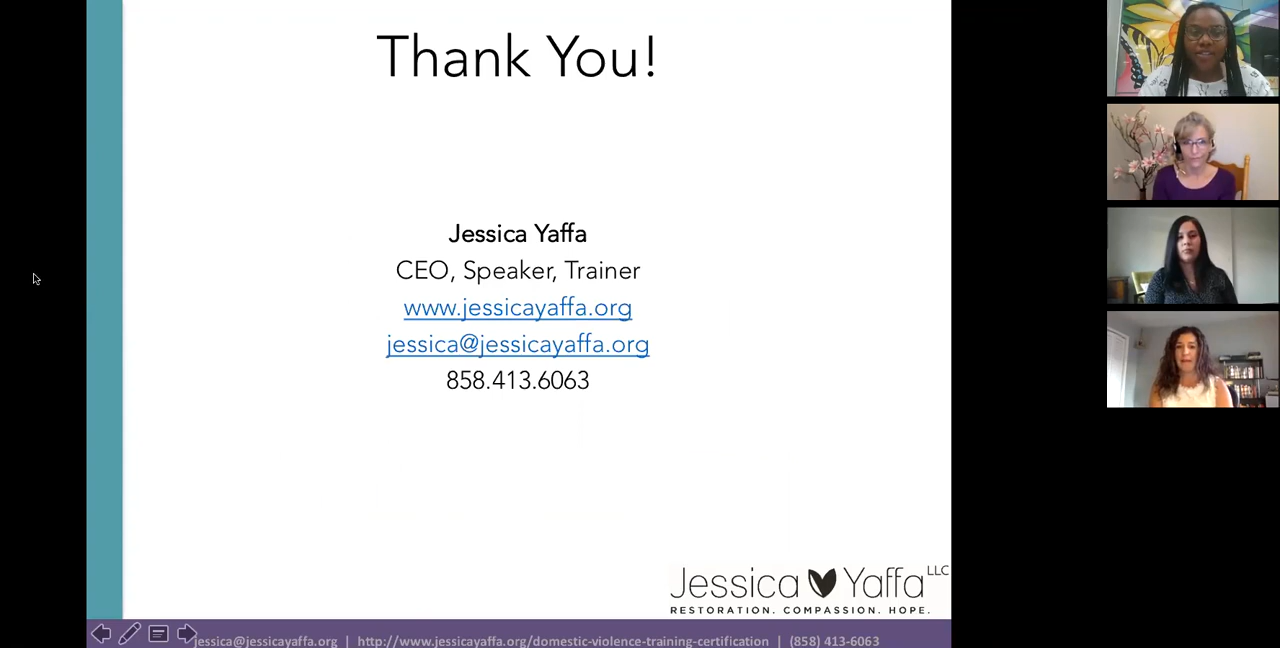 Thank You!
Jessica Yaffa
CEO, Speaker, Trainer
www.jessicayaffa.org
jessica@jessicayaffa.org
858.413.6063
Jessica Yaffa LLC
RESTORATION. COMPASSION. HOPE.
jessica@jessicayaffa.org | http://www.jessicayaffa.org/domestic-violence-training-certification | (858) 413-6063